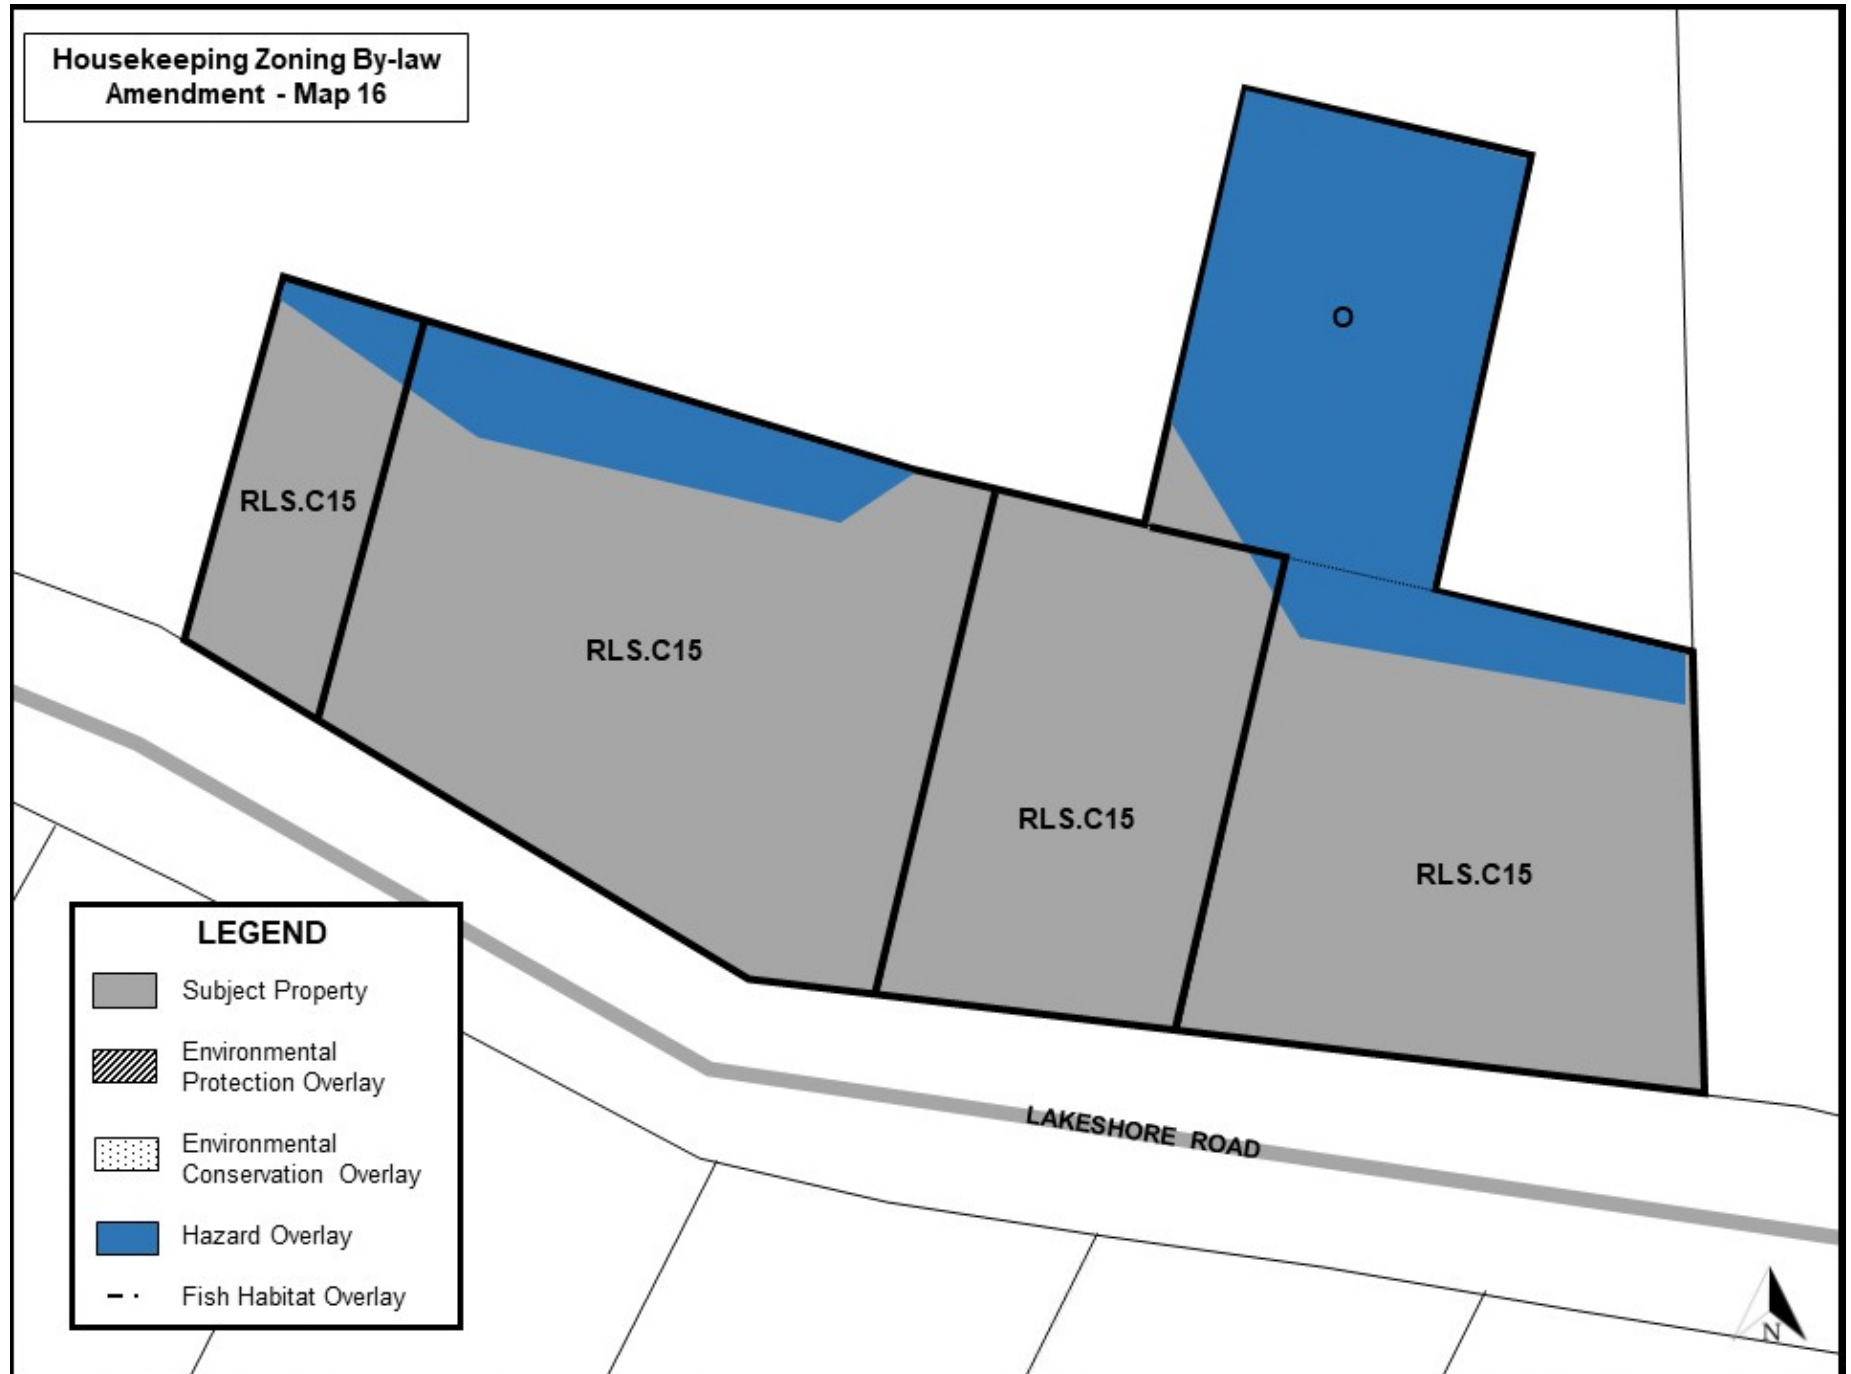 Housekeeping Zoning By-law
Amendment - Map 16
O
RLS.C15
RLS.C15
RLS.C15
RLS.C15
LEGEND
Subject Property
Environmental
Protection Overlay
Environmental
Conservation Overlay
Hazard Overlay
Fish Habitat Overlay
LAKESHORE ROAD
N